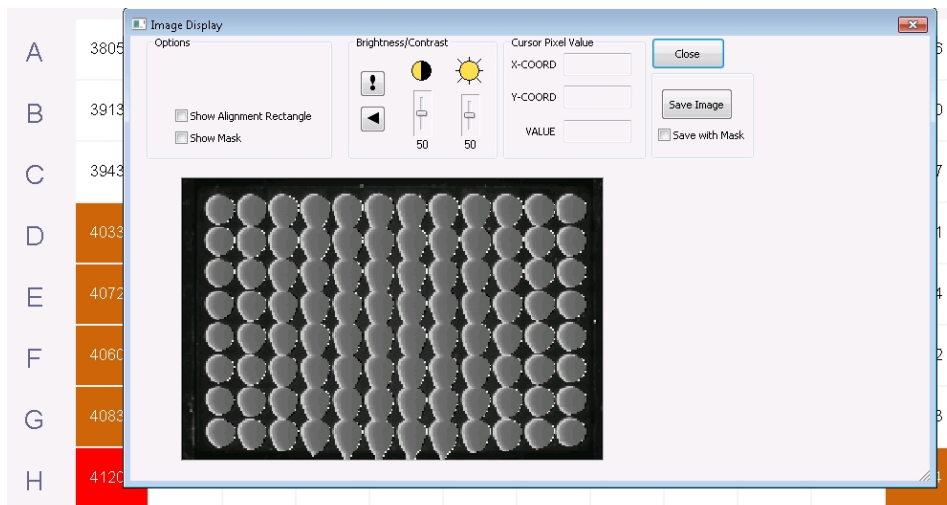 Image Display
Options
Brightness/Contrast
Cursor Pixel Value
X-COORD
Close
Y-COORD
Save Image
Show Alignment Rectangle
VALUE
Save with Mask
Show Mask
50
50
A
3805
B
3913
C
3943
D
4033
E
4072
F
4060
G
4083
H
4120